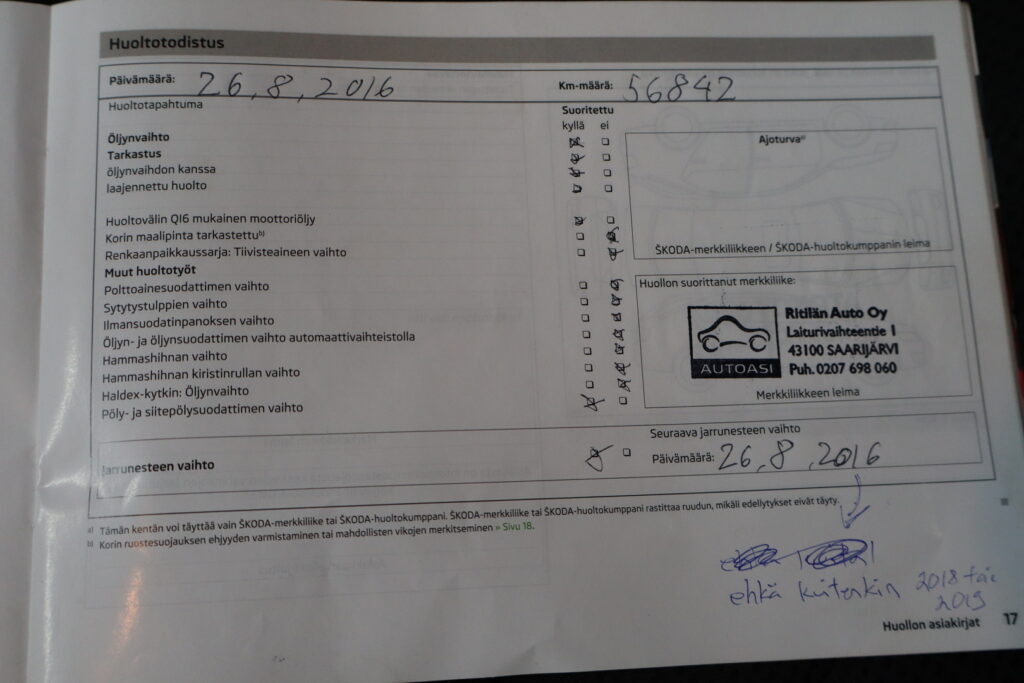 Huoltotodistus
Päivämäärä: 26.8.2016 Km-määrä: 56842
Huoltotapahtuma Suoritettu
kyllä ei
Öljynvaihto
Tarkastus
öljynvaihdon kanssa
laajennettu huolto
Ajoturva a)
Huoltovälin QI6 mukainen moottoriöljy
Korin maalipinta tarkastettu b)
Renkaanpaikkaussarja: Tiivisteaineen vaihto
ŠKODA-merkkiliikkeen / ŠKODA-huoltokumppanin leima
Muut huoltotyöt
Polttoainesuodattimen vaihto
Sytytystulppien vaihto
Ilmansuodatinpanoksen vaihto
Öljyn- ja öljynsuodattimen vaihto automaattivaihteistolla
Hammashihnan vaihto
Hammashihnan kiristinrullan vaihto
Haldex-kytkin: Öljynvaihto
Pöly- ja siitepölysuodattimen vaihto
Huollon suorittanut merkkiliike:
AUTOASI
Ritilän Auto Oy
Laiturivaihteentie 1
43100 SAARIJÄRVI
Puh. 0207 698 060
Merkkiliikkeen leima
Jarrunesteen vaihto
Seuraava jarrunesteen vaihto
Päivämäärä: 26.8.2016
a) Tämän kentän voi täyttää vain ŠKODA-merkkiliike tai ŠKODA-huoltokumppani. ŠKODA-merkkiliike tai ŠKODA-huoltokumppani rastittaa ruudun, mikäli edellytykset eivät täyty.
b) Korin ruostesuojauksen ehjyyden varmistaminen tai mahdollisten vikojen merkitseminen » Sivu 18.
ehkä kuitenkin 2018 tai
2019
Huollon asiakirjat 17